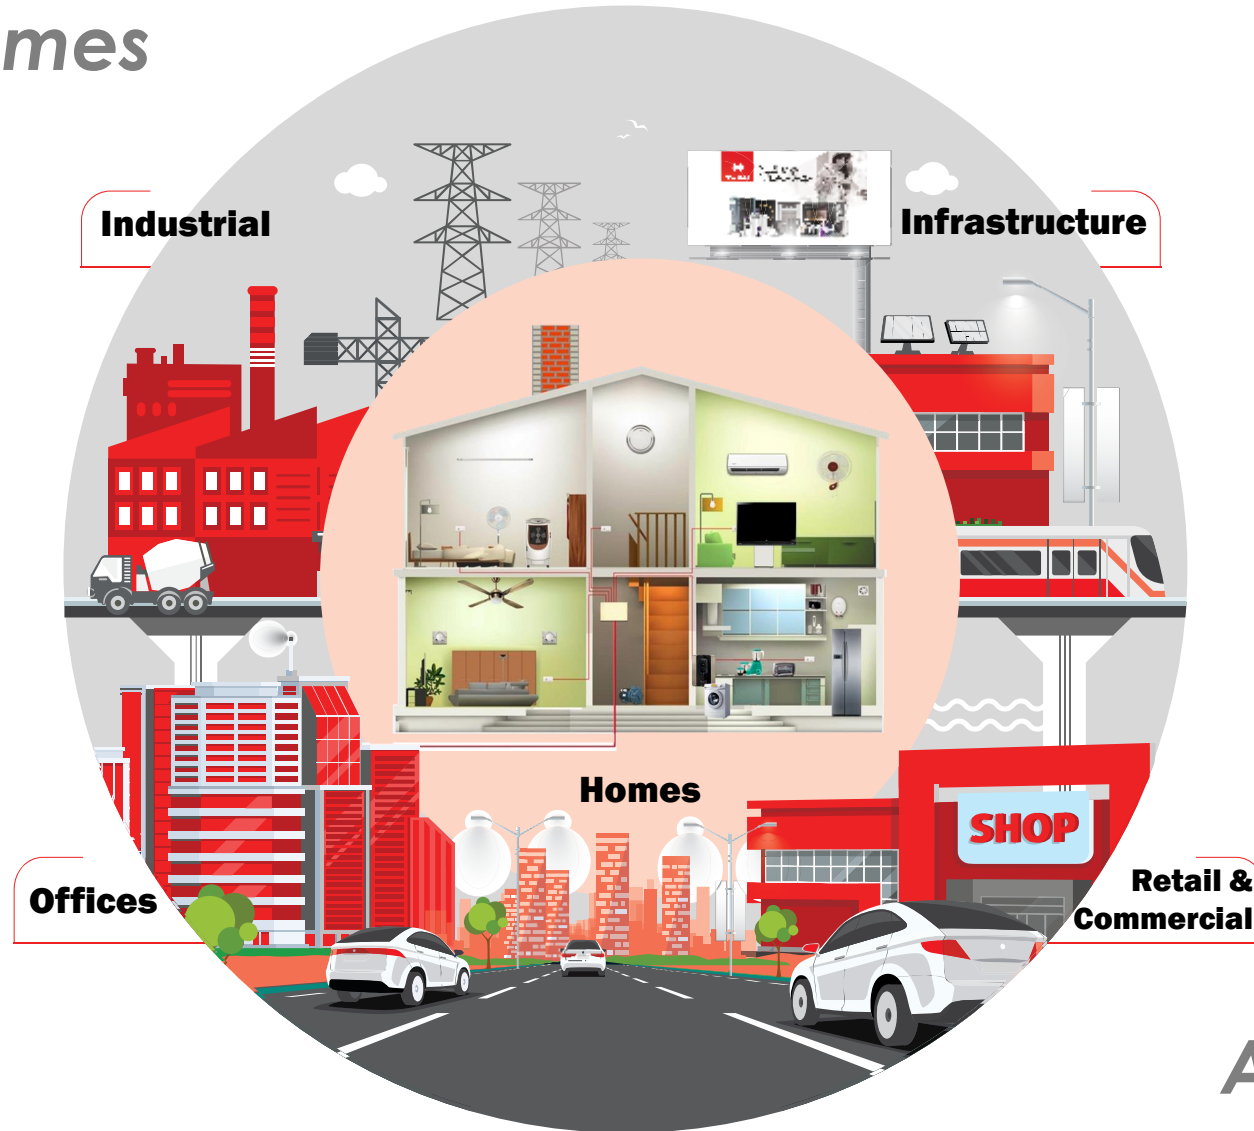 mes
Industrial
Infrastructure
Homes
SHOP
Offices
Retail &
Commercial
A